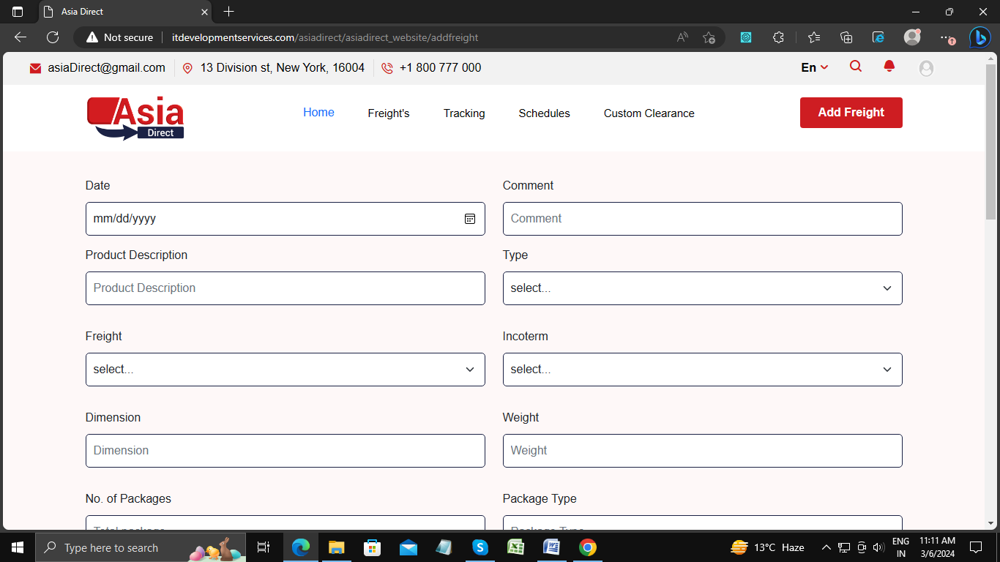 Asia Direct
Not secure
itdevelopmentservices.com/asiadirect/asiadirect_website/addfreight
asiaDirect@gmail.com
13 Division st, New York, 16004
+1 800 777 000
En
Asia
Direct
Home
Freight's
Tracking
Schedules
Custom Clearance
Add Freight
Date
Comment
mm/dd/yyyy
Comment
Product Description
Type
Product Description
select...
Freight
Incoterm
select...
select...
Dimension
Weight
Dimension
Weight
No. of Packages
Package Type
Total package
Package Type
Type here to search
13°C Haze
ENG
IN
11:11 AM
3/6/2024